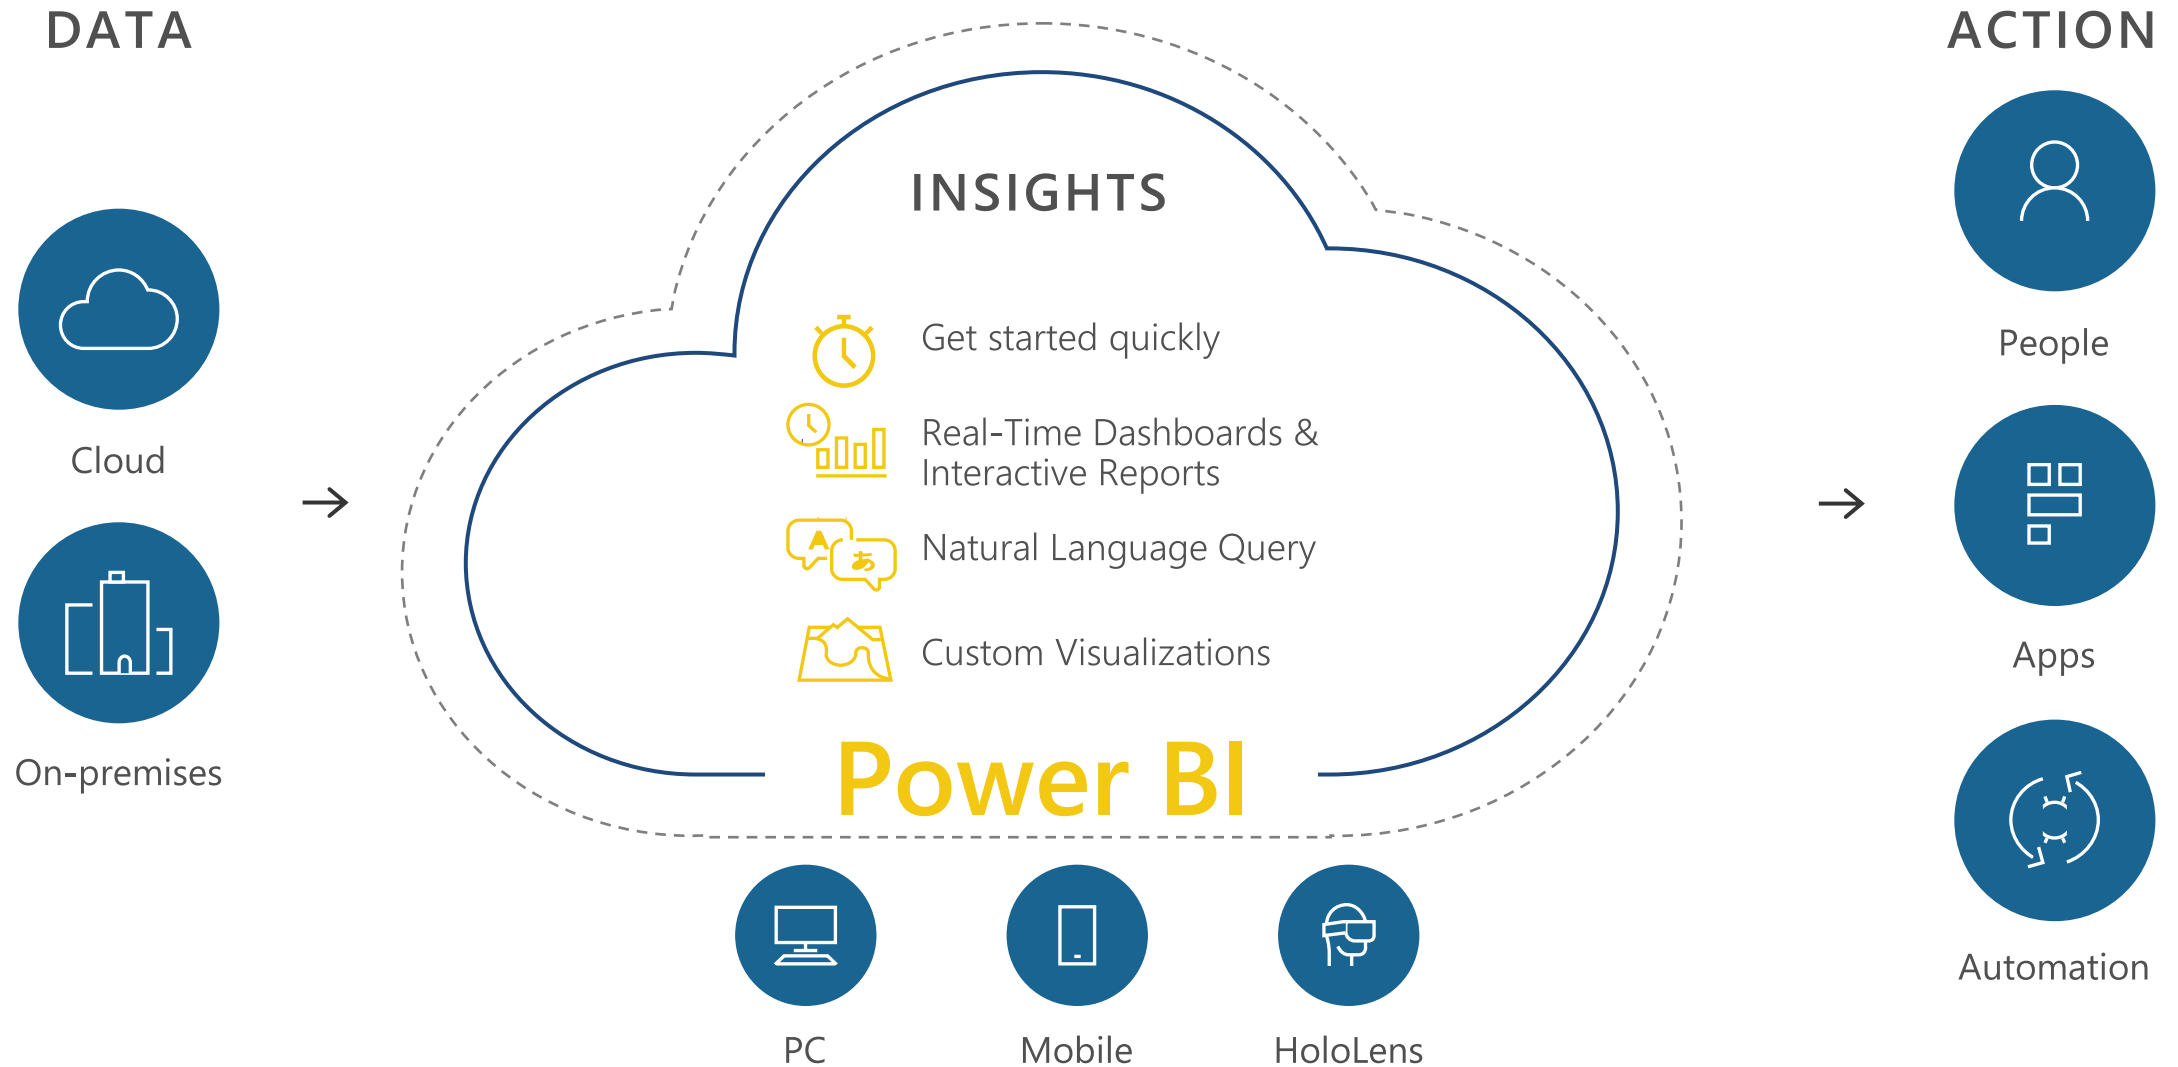 DATA
Cloud
On-premises
INSIGHTS
Get started quickly
Real-Time Dashboards &
Interactive Reports
A
あ
Natural Language Query
Custom Visualizations
Power BI
PC
Mobile
HoloLens
ACTION
People
Apps
Automation